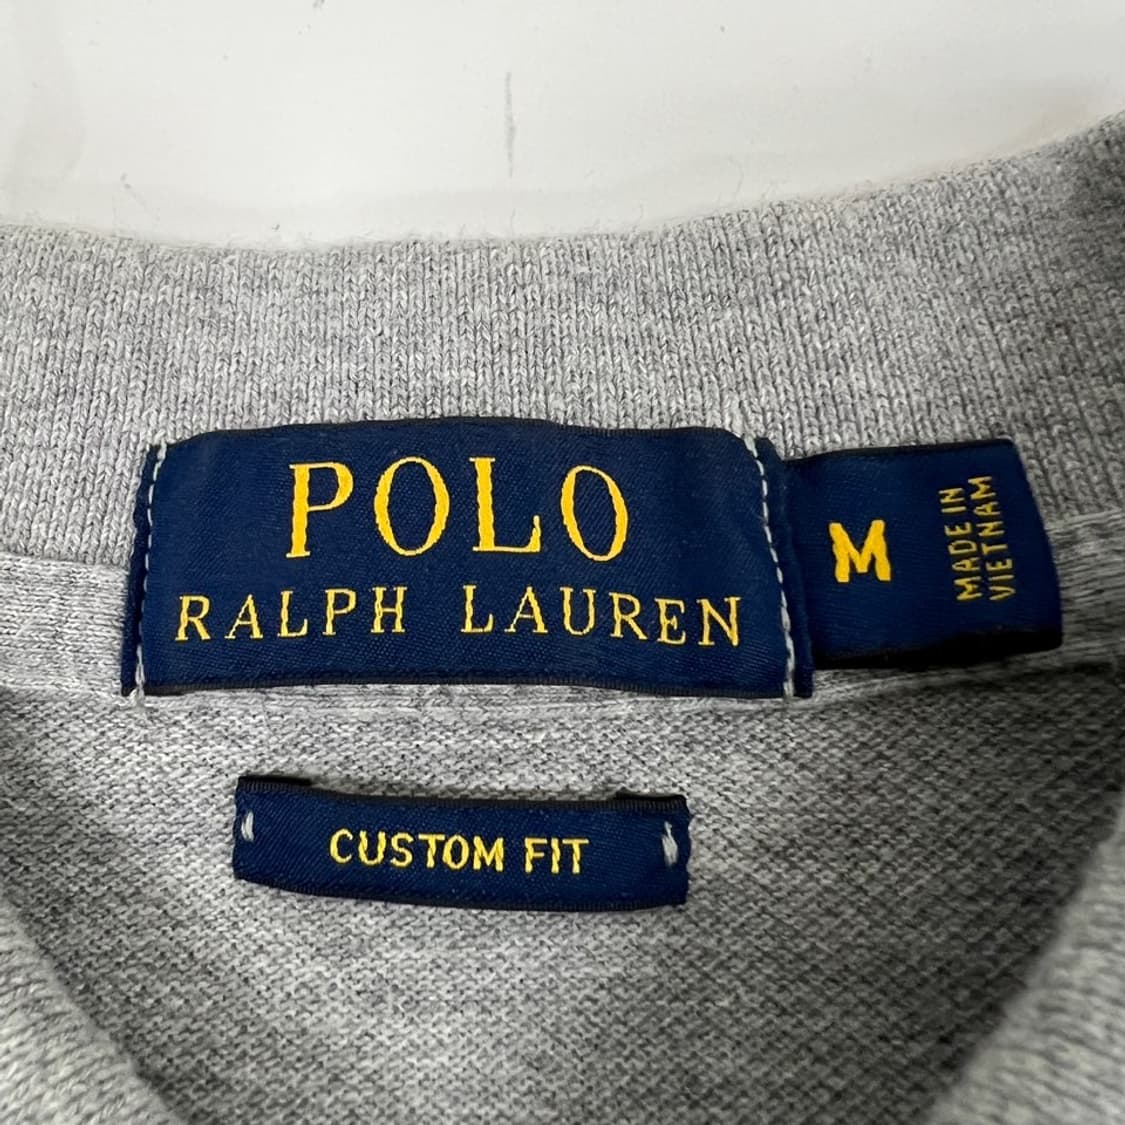 POLO
RALPH LAUREN
M
MADE IN
VIETNAM
CUSTOM FIT